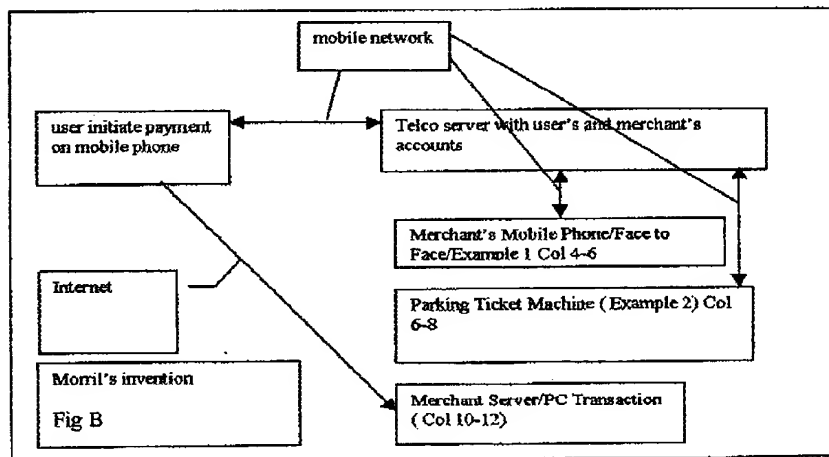 mobile network
user initiate payment
on mobile phone
Telco server with user's and merchant's
accounts
Merchant's Mobile Phone/Face to
Face/Example 1 Col 4-6
Internet
Parking Ticket Machine ( Example 2) Col
6-8
Morril's invention
Fig B
Merchant Server/PC Transaction
( Col 10-12)